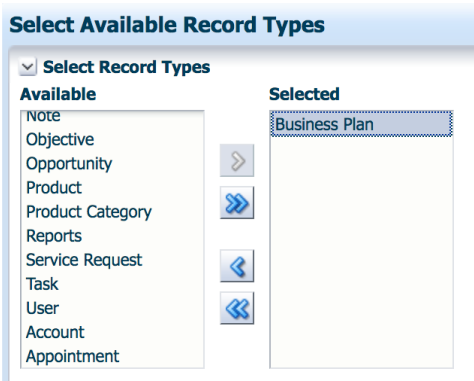 Select Available Record Types
Select Record Types
Available
Selected
Note
Objective
Opportunity
Product
Product Category
Reports
Service Request
Task
User
Account
Appointment
Business Plan